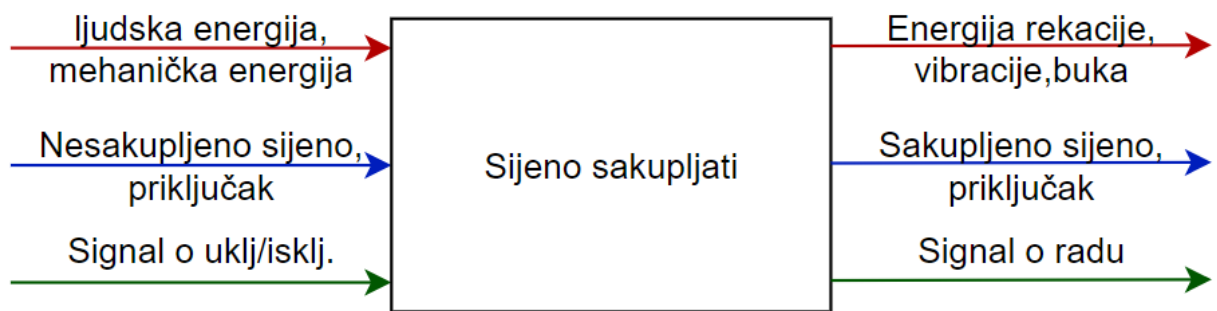 ljudska energija,
mehanička energija
Nesakupljeno sijeno,
priključak
Signal o uklj/isklj.
Sijeno sakupljati
Energija rekacije,
vibracije,buka
Sakupljeno sijeno,
priključak
Signal o radu